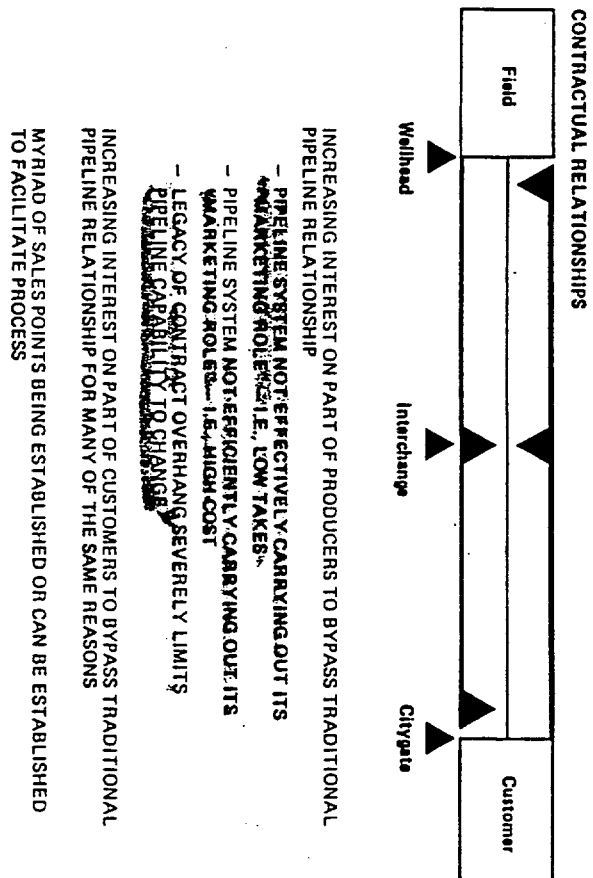 CONTRACTUAL RELATIONSHIPS
Field
Customer
Wellhead
Interchange
Citygate
INCREASING INTEREST ON PART OF PRODUCERS TO BYPASS TRADITIONAL
PIPELINE RELATIONSHIP
– PIPELINE SYSTEM NOT EFFECTIVELY CARRYING OUT ITS
MARKETING ROLE I.E., LOW TAKES
– PIPELINE SYSTEM NOT EFFICIENTLY CARRYING OUT ITS
MARKETING ROLE I.E., HIGH COST
– LEGACY OF CONTRACT OVERHANG SEVERELY LIMITS
PIPELINE CAPABILITY TO CHANGE
INCREASING INTEREST ON PART OF CUSTOMERS TO BYPASS TRADITIONAL
PIPELINE RELATIONSHIP FOR MANY OF THE SAME REASONS
MYRIAD OF SALES POINTS BEING ESTABLISHED OR CAN BE ESTABLISHED
TO FACILITATE PROCESS